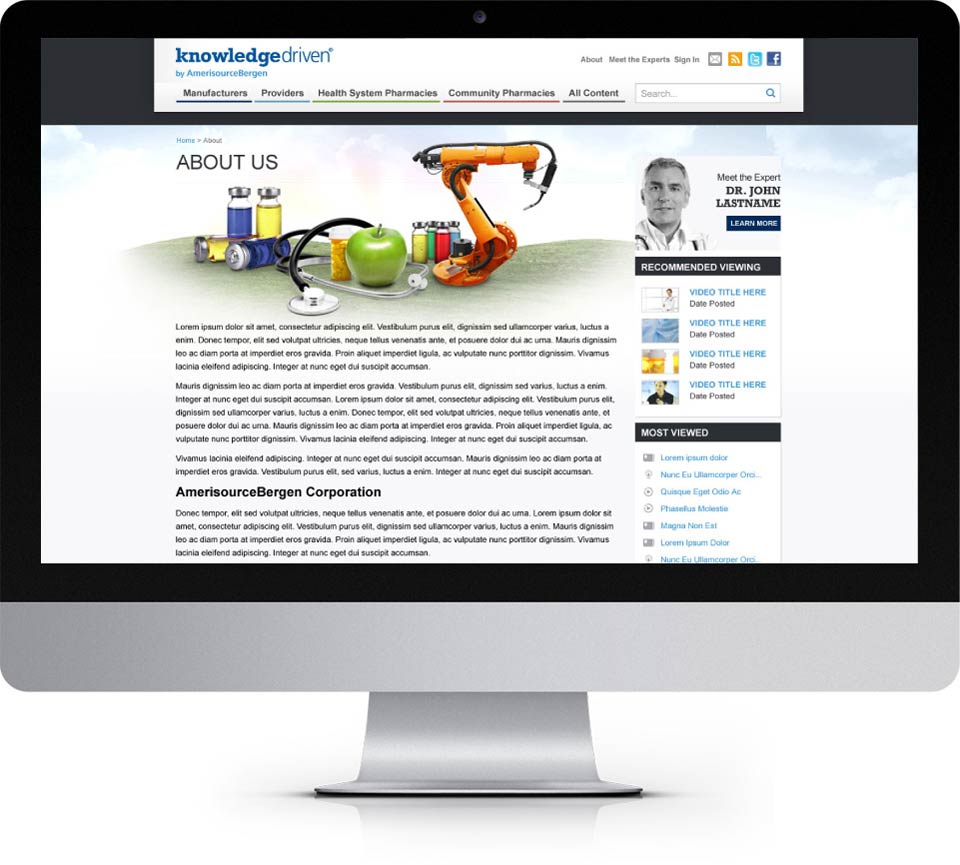 knowledgedriven®
by AmerisourceBergen
About Meet the Experts Sign In
Manufacturers Providers Health System Pharmacies Community Pharmacies All Content
Search...
Home > About
ABOUT US
Meet the Expert
DR. JOHN
LASTNAME
LEARN MORE
Lorem ipsum dolor sit amet, consectetur adipiscing elit. Vestibulum purus elit, dignissim sed ullamcorper varius, luctus a
enim. Donec tempor, elit sed volutpat ultricies, neque tellus venenatis ante, et posuere dolor dui ac urna. Mauris dignissim
leo ac diam porta at imperdiet eros gravida. Proin aliquet imperdiet ligula, ac vulputate nunc porttitor dignissim. Vivamus
lacinia eleifend adipiscing. Integer at nunc eget dui suscipit accumsan.
Mauris dignissim leo ac diam porta at imperdiet eros gravida. Vestibulum purus elit, dignissim sed varius, luctus a enim.
Integer at nunc eget dui suscipit accumsan. Lorem ipsum dolor sit amet, consectetur adipiscing elit. Vestibulum purus elit,
dignissim sed ullamcorper varius, luctus a enim. Donec tempor, elit sed volutpat ultricies, neque tellus venenatis ante, et
posuere dolor dui ac urna. Mauris dignissim leo ac diam porta at imperdiet eros gravida. Proin aliquet imperdiet ligula, ac
vulputate nunc porttitor dignissim. Vivamus lacinia eleifend adipiscing. Integer at nunc eget dui suscipit accumsan.
Vivamus lacinia eleifend adipiscing. Integer at nunc eget dui suscipit accumsan. Mauris dignissim leo ac diam porta at
imperdiet eros gravida. Vestibulum purus elit, sed varius, luctus a enim. Integer at nunc eget dui suscipit accumsan.
AmerisourceBergen Corporation
Donec tempor, elit sed volutpat ultricies, neque tellus venenatis ante, et posuere dolor dui ac urna. Lorem ipsum dolor sit
amet, consectetur adipiscing elit. Vestibulum purus elit, dignissim sed ullamcorper varius, luctus a enim. Mauris dignissim
leo ac diam porta at imperdiet eros gravida. Proin aliquet imperdiet ligula, ac vulputate nunc porttitor dignissim. Vivamus
lacinia eleifend adipiscing. Integer at nunc eget dui suscipit accumsan.
RECOMMENDED VIEWING
VIDEO TITLE HERE
Date Posted
VIDEO TITLE HERE
Date Posted
VIDEO TITLE HERE
Date Posted
VIDEO TITLE HERE
Date Posted
MOST VIEWED
Lorem ipsum dolor
Nunc Eu Ullamcorper Orci...
Quisque Eget Odio Ac
Phasellus Molestie
Magna Non Est
Lorem Ipsum Dolor
Nunc Eu Ullamcorper Orci...